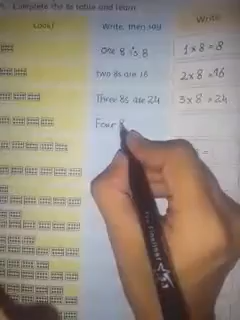 Complete the 8s table and learn.
Look! Write, then say Write
One 8 is 8 1 x 8 = 8
two 8s are 16 2 x 8 = 16
Three 8s are 24 3 x 8 = 24
Four 8
=